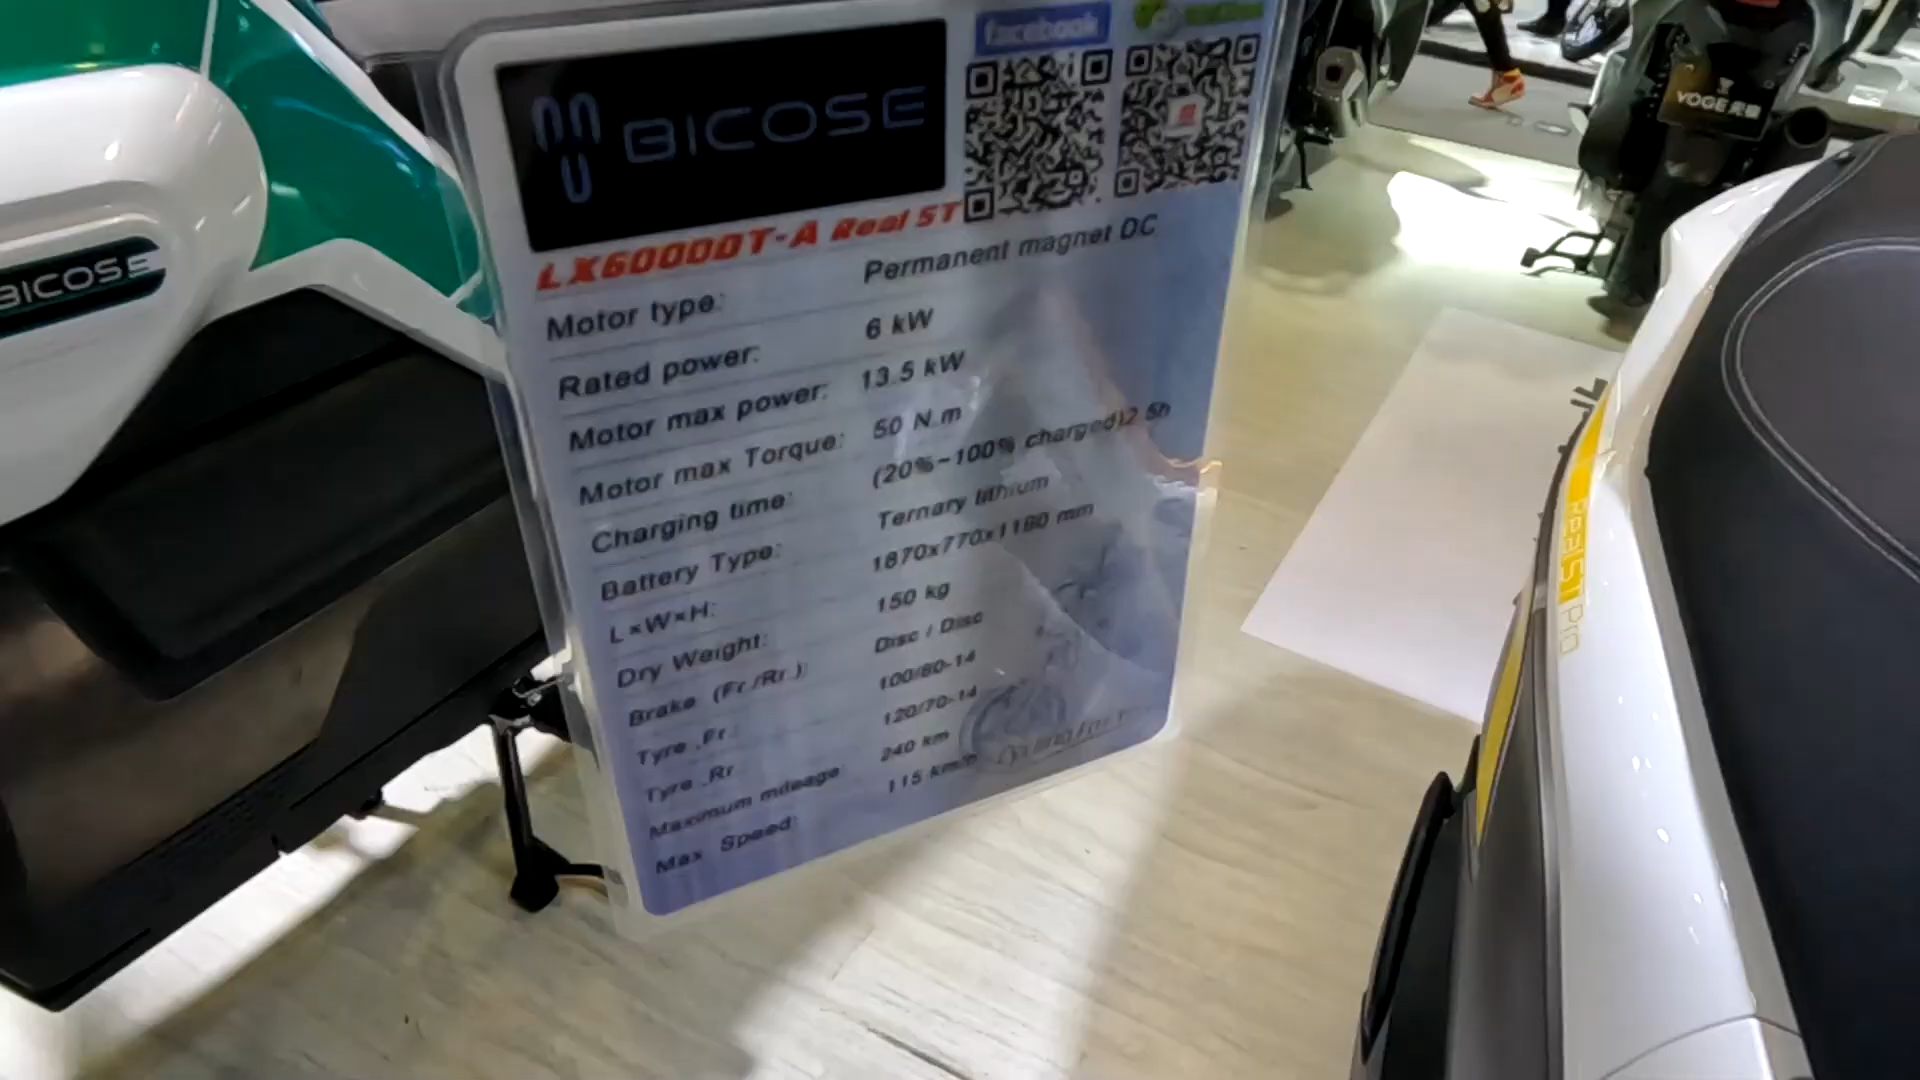 facebook
BICOSE
LX6000DT-A Real 5T
Motor type: Permanent magnet DC
Rated power: 6 kW
Motor max power: 13.5 kW
Motor max Torque: 50 N.m
Charging time: (20%~100% charged)2.5h
Battery Type: Ternary lithium
L×W×H: 1870x770x1180 mm
Dry Weight: 150 kg
Brake (Fr./Rr.): Disc / Disc
Tyre ,Fr.: 100/80-14
Tyre ,Rr 120/70-14
Maximum mileage: 240 km
Max Speed: 115 km/h
BICOSE
VOGE
Real5T
Pro